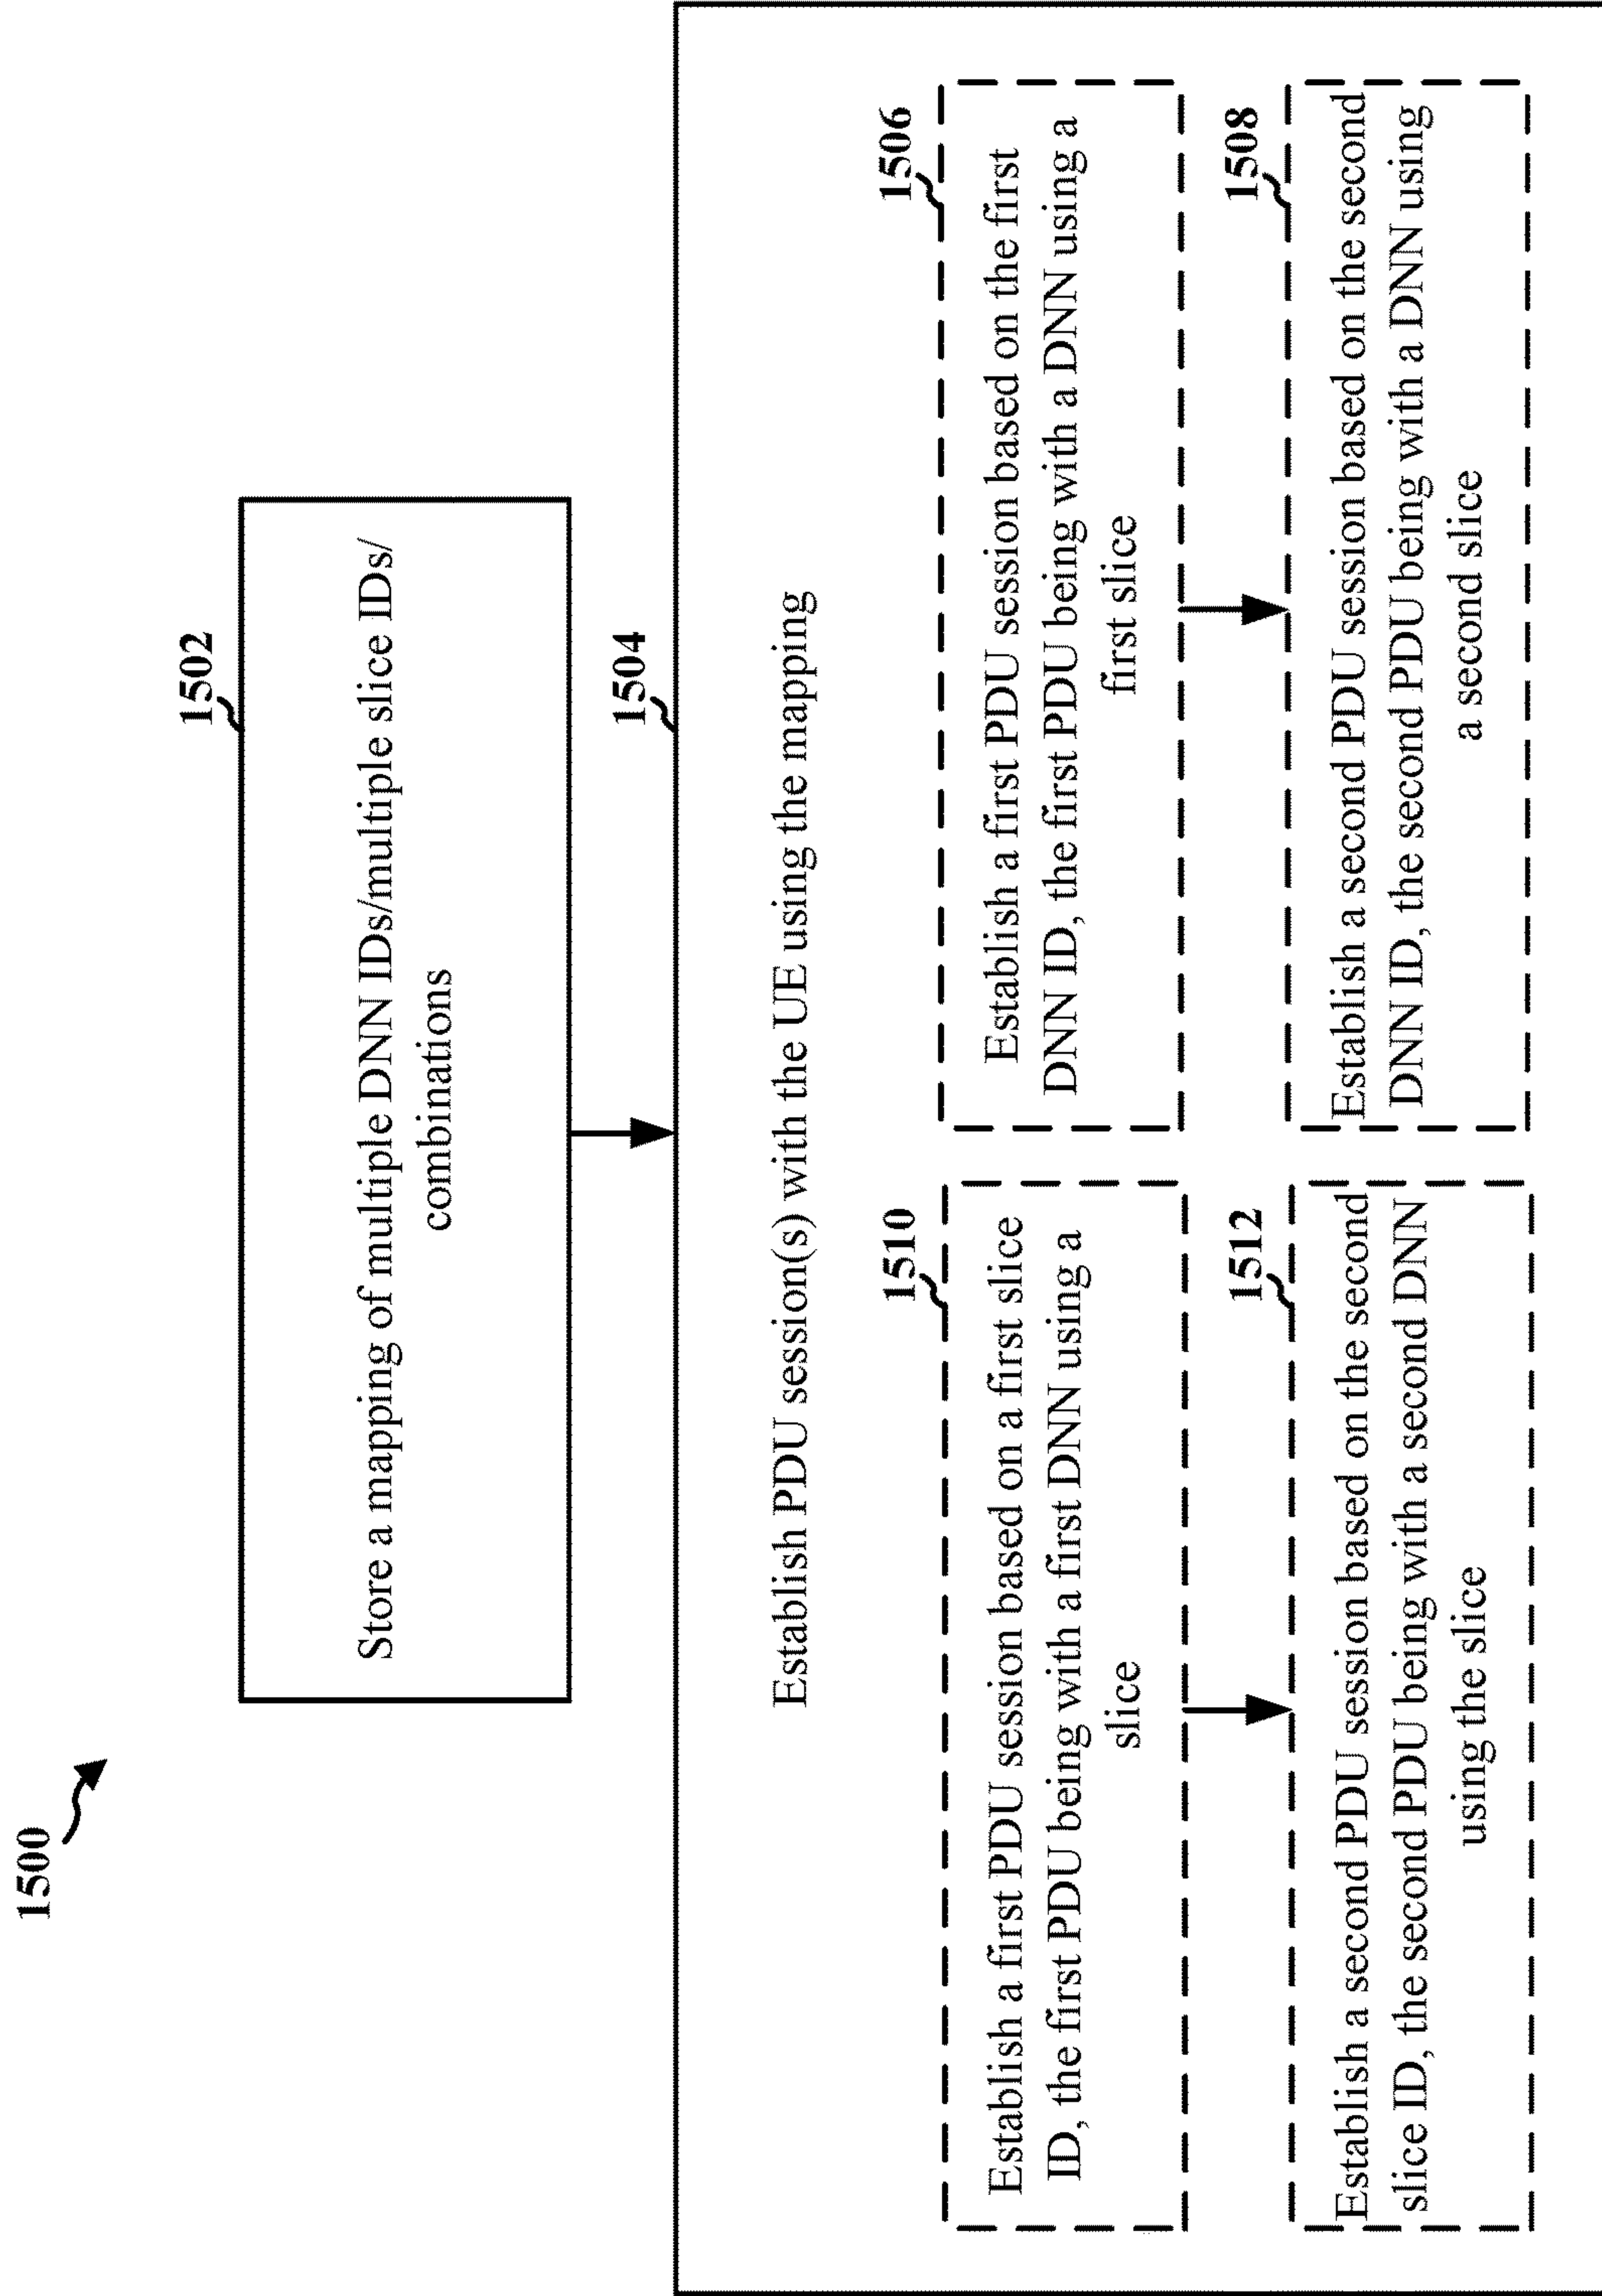 1500
1502
Store a mapping of multiple DNN IDs/multiple slice IDs/
combinations
1504
Establish PDU session(s) with the UE using the mapping
1510
Establish a first PDU session based on a first slice
ID, the first PDU being with a first DNN using a
slice
1512
Establish a second PDU session based on the second
slice ID, the second PDU being with a second DNN
using the slice
1506
Establish a first PDU session based on the first
DNN ID, the first PDU being with a DNN using a
first slice
1508
Establish a second PDU session based on the second
DNN ID, the second PDU being with a DNN using
a second slice